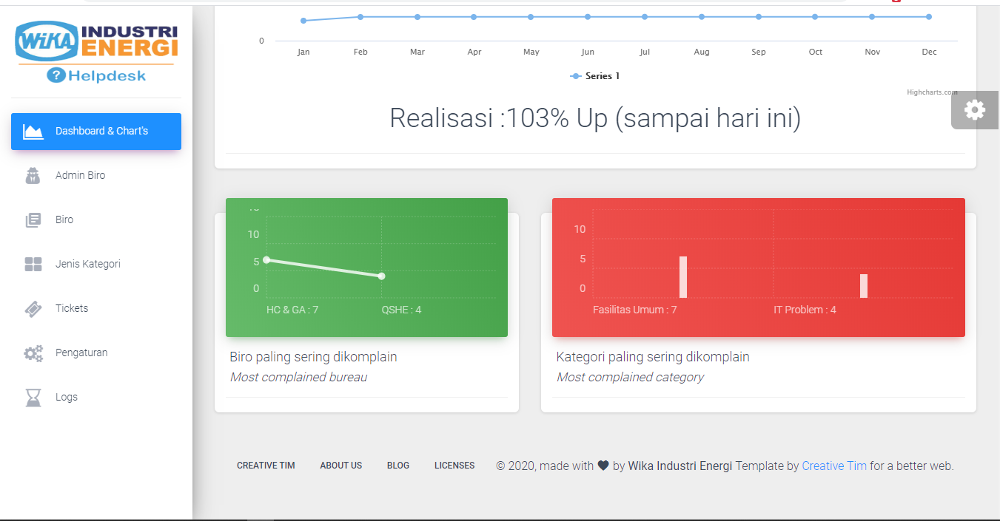 WiKA INDUSTRI
ENERGI
? Helpdesk
Dashboard & Chart's
Admin Biro
Biro
Jenis Kategori
Tickets
Pengaturan
Logs
0
Jan Feb Mar Apr May Jun Jul Aug Sep Oct Nov Dec
Series 1
Highcharts.com
Realisasi :103% Up (sampai hari ini)
10
5
0
HC & GA : 7 QSHE : 4
Biro paling sering dikomplain
Most complained bureau
10
5
0
Fasilitas Umum : 7 IT Problem : 4
Kategori paling sering dikomplain
Most complained category
CREATIVE TIM ABOUT US BLOG LICENSES © 2020, made with ♥ by Wika Industri Energi Template by Creative Tim for a better web.